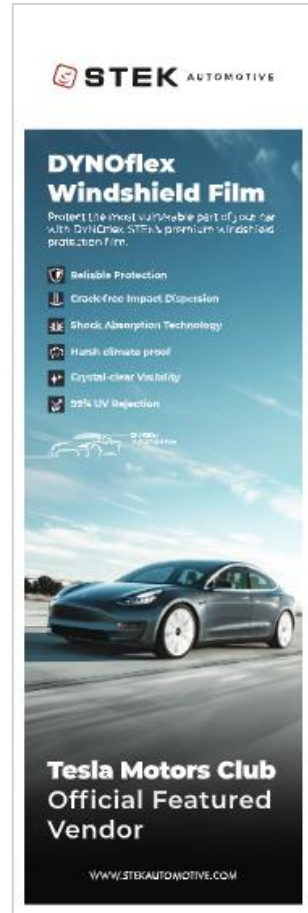 STEK AUTOMOTIVE
DYNOflex
Windshield Film
Protect the most vulnerable part of your car
with DYNOflex, STEK's premium windshield
protection film.
Reliable Protection
Crack-free Impact Dispersion
Shock Absorption Technology
Harsh climate proof
Crystal-clear Visibility
99% UV Rejection
Tesla Motors Club
Official Featured
Vendor
WWW.STEKAUTOMOTIVE.COM